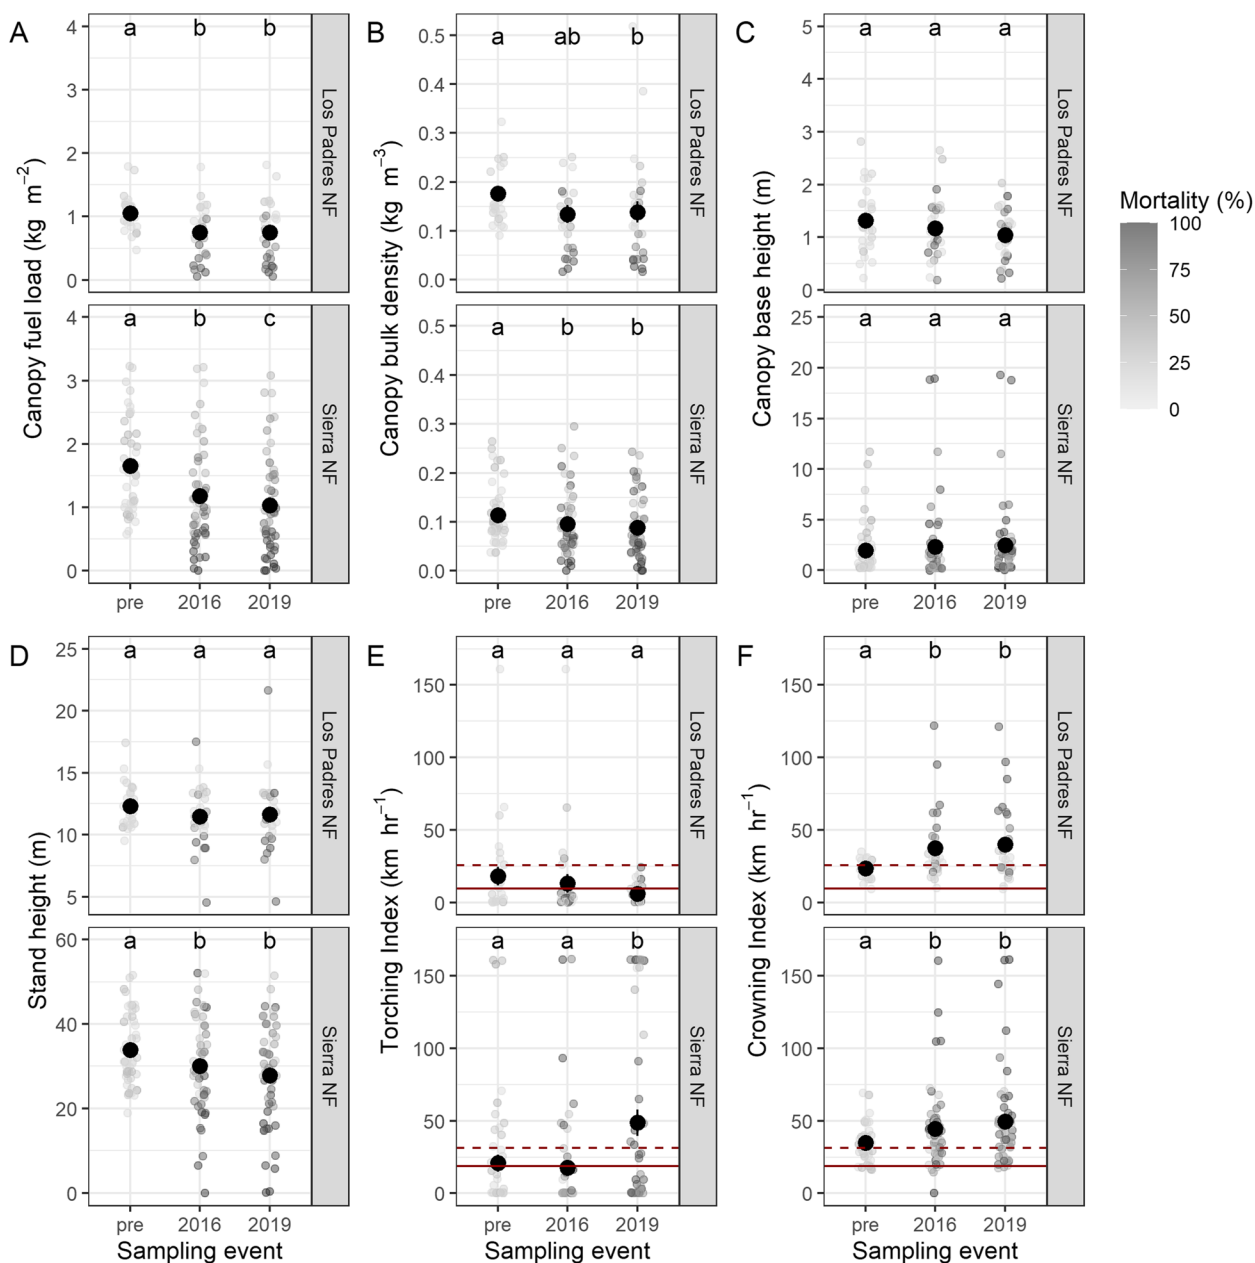 A
B
C
a b b
a ab b
a a a
4
3
2
1
0
0.5
0.4
0.3
0.2
0.1
0.0
5
4
3
2
1
0
Los Padres NF
Los Padres NF
Los Padres NF
Canopy fuel load (kg m−2)
Canopy bulk density (kg m−3)
Canopy base height (m)
Mortality (%)
100
75
50
25
0
a b c
a b b
a a a
4
3
2
1
0
0.5
0.4
0.3
0.2
0.1
0.0
25
20
15
10
5
0
Sierra NF
Sierra NF
Sierra NF
pre 2016 2019
pre 2016 2019
pre 2016 2019
D
E
F
a a a
a a a
a b b
25
20
15
10
5
150
100
50
0
150
100
50
0
Los Padres NF
Los Padres NF
Los Padres NF
Stand height (m)
Torching Index (km hr−1)
Crowning Index (km hr−1)
a b b
a a b
a b b
60
40
20
0
150
100
50
0
150
100
50
0
Sierra NF
Sierra NF
Sierra NF
pre 2016 2019
pre 2016 2019
pre 2016 2019
Sampling event
Sampling event
Sampling event